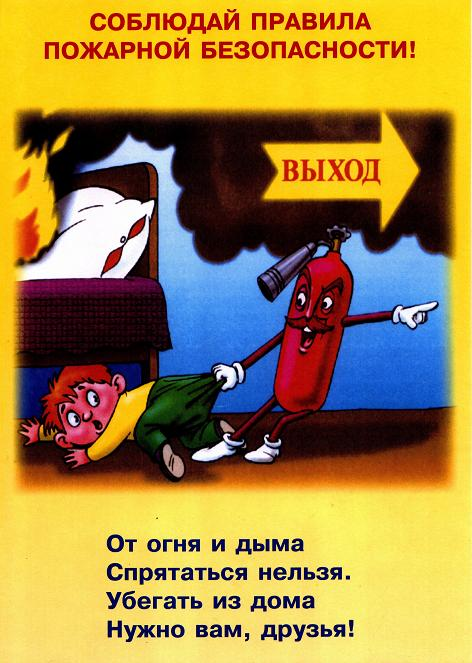 СОБЛЮДАЙ ПРАВИЛА
ПОЖАРНОЙ БЕЗОПАСНОСТИ!
ВЫХОД
От огня и дыма
Спрятаться нельзя.
Убегать из дома
Нужно вам, друзья!